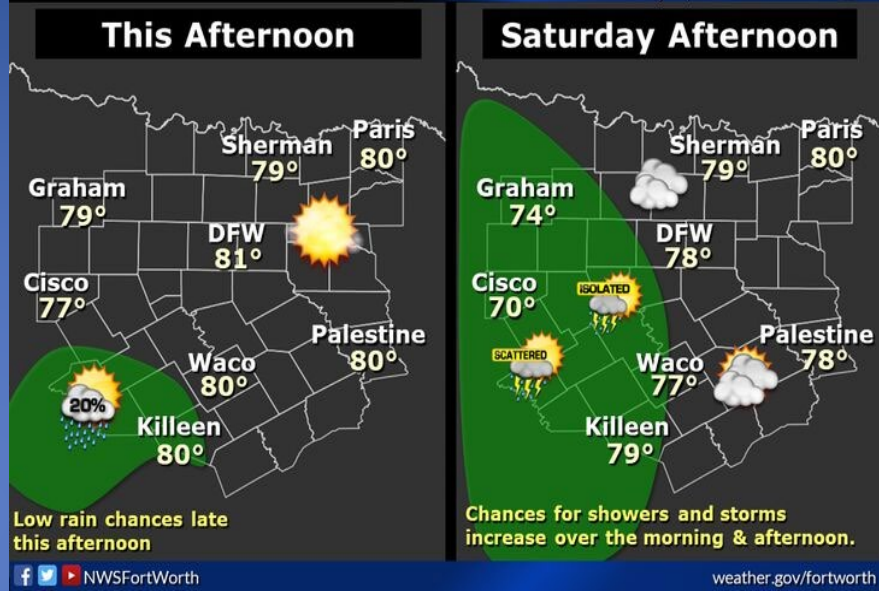 This Afternoon
Paris
80°
Sherman
79°
Graham
79°
DFW
81°
Cisco
77°
Palestine
80°
Waco
80°
20%
Killeen
80°
Low rain chances late
this afternoon
Saturday Afternoon
Paris
80°
Sherman
79°
Graham
74°
DFW
78°
Cisco
70°
ISOLATED
Palestine
78°
SCATTERED
Waco
77°
Killeen
79°
Chances for showers and storms
increase over the morning & afternoon.
NWSFortWorth
weather.gov/fortworth